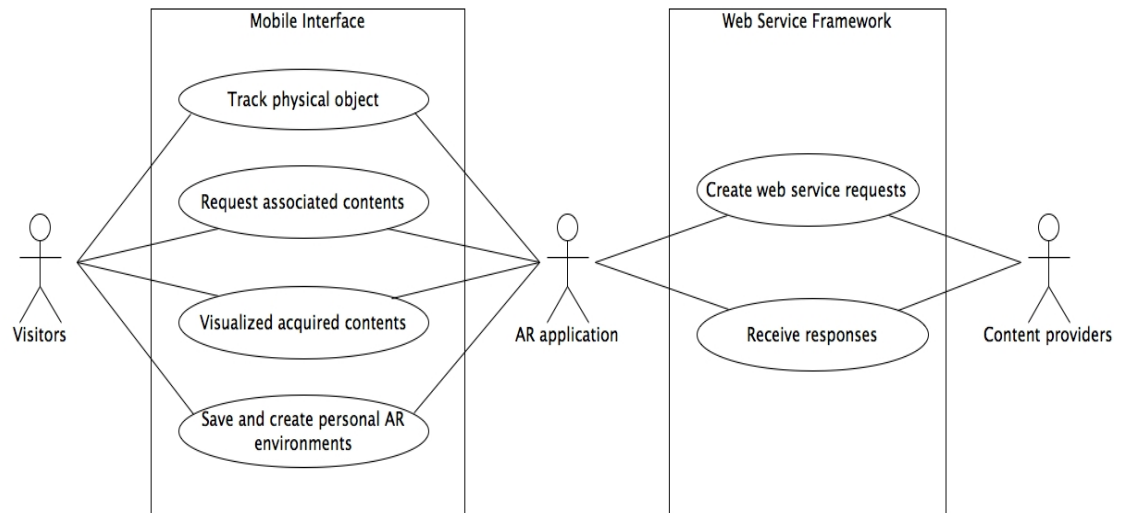 Mobile Interface
Web Service Framework
Track physical object
Request associated contents
Create web service requests
Visualized acquired contents
Receive responses
Visitors
AR application
Content providers
Save and create personal AR
environments